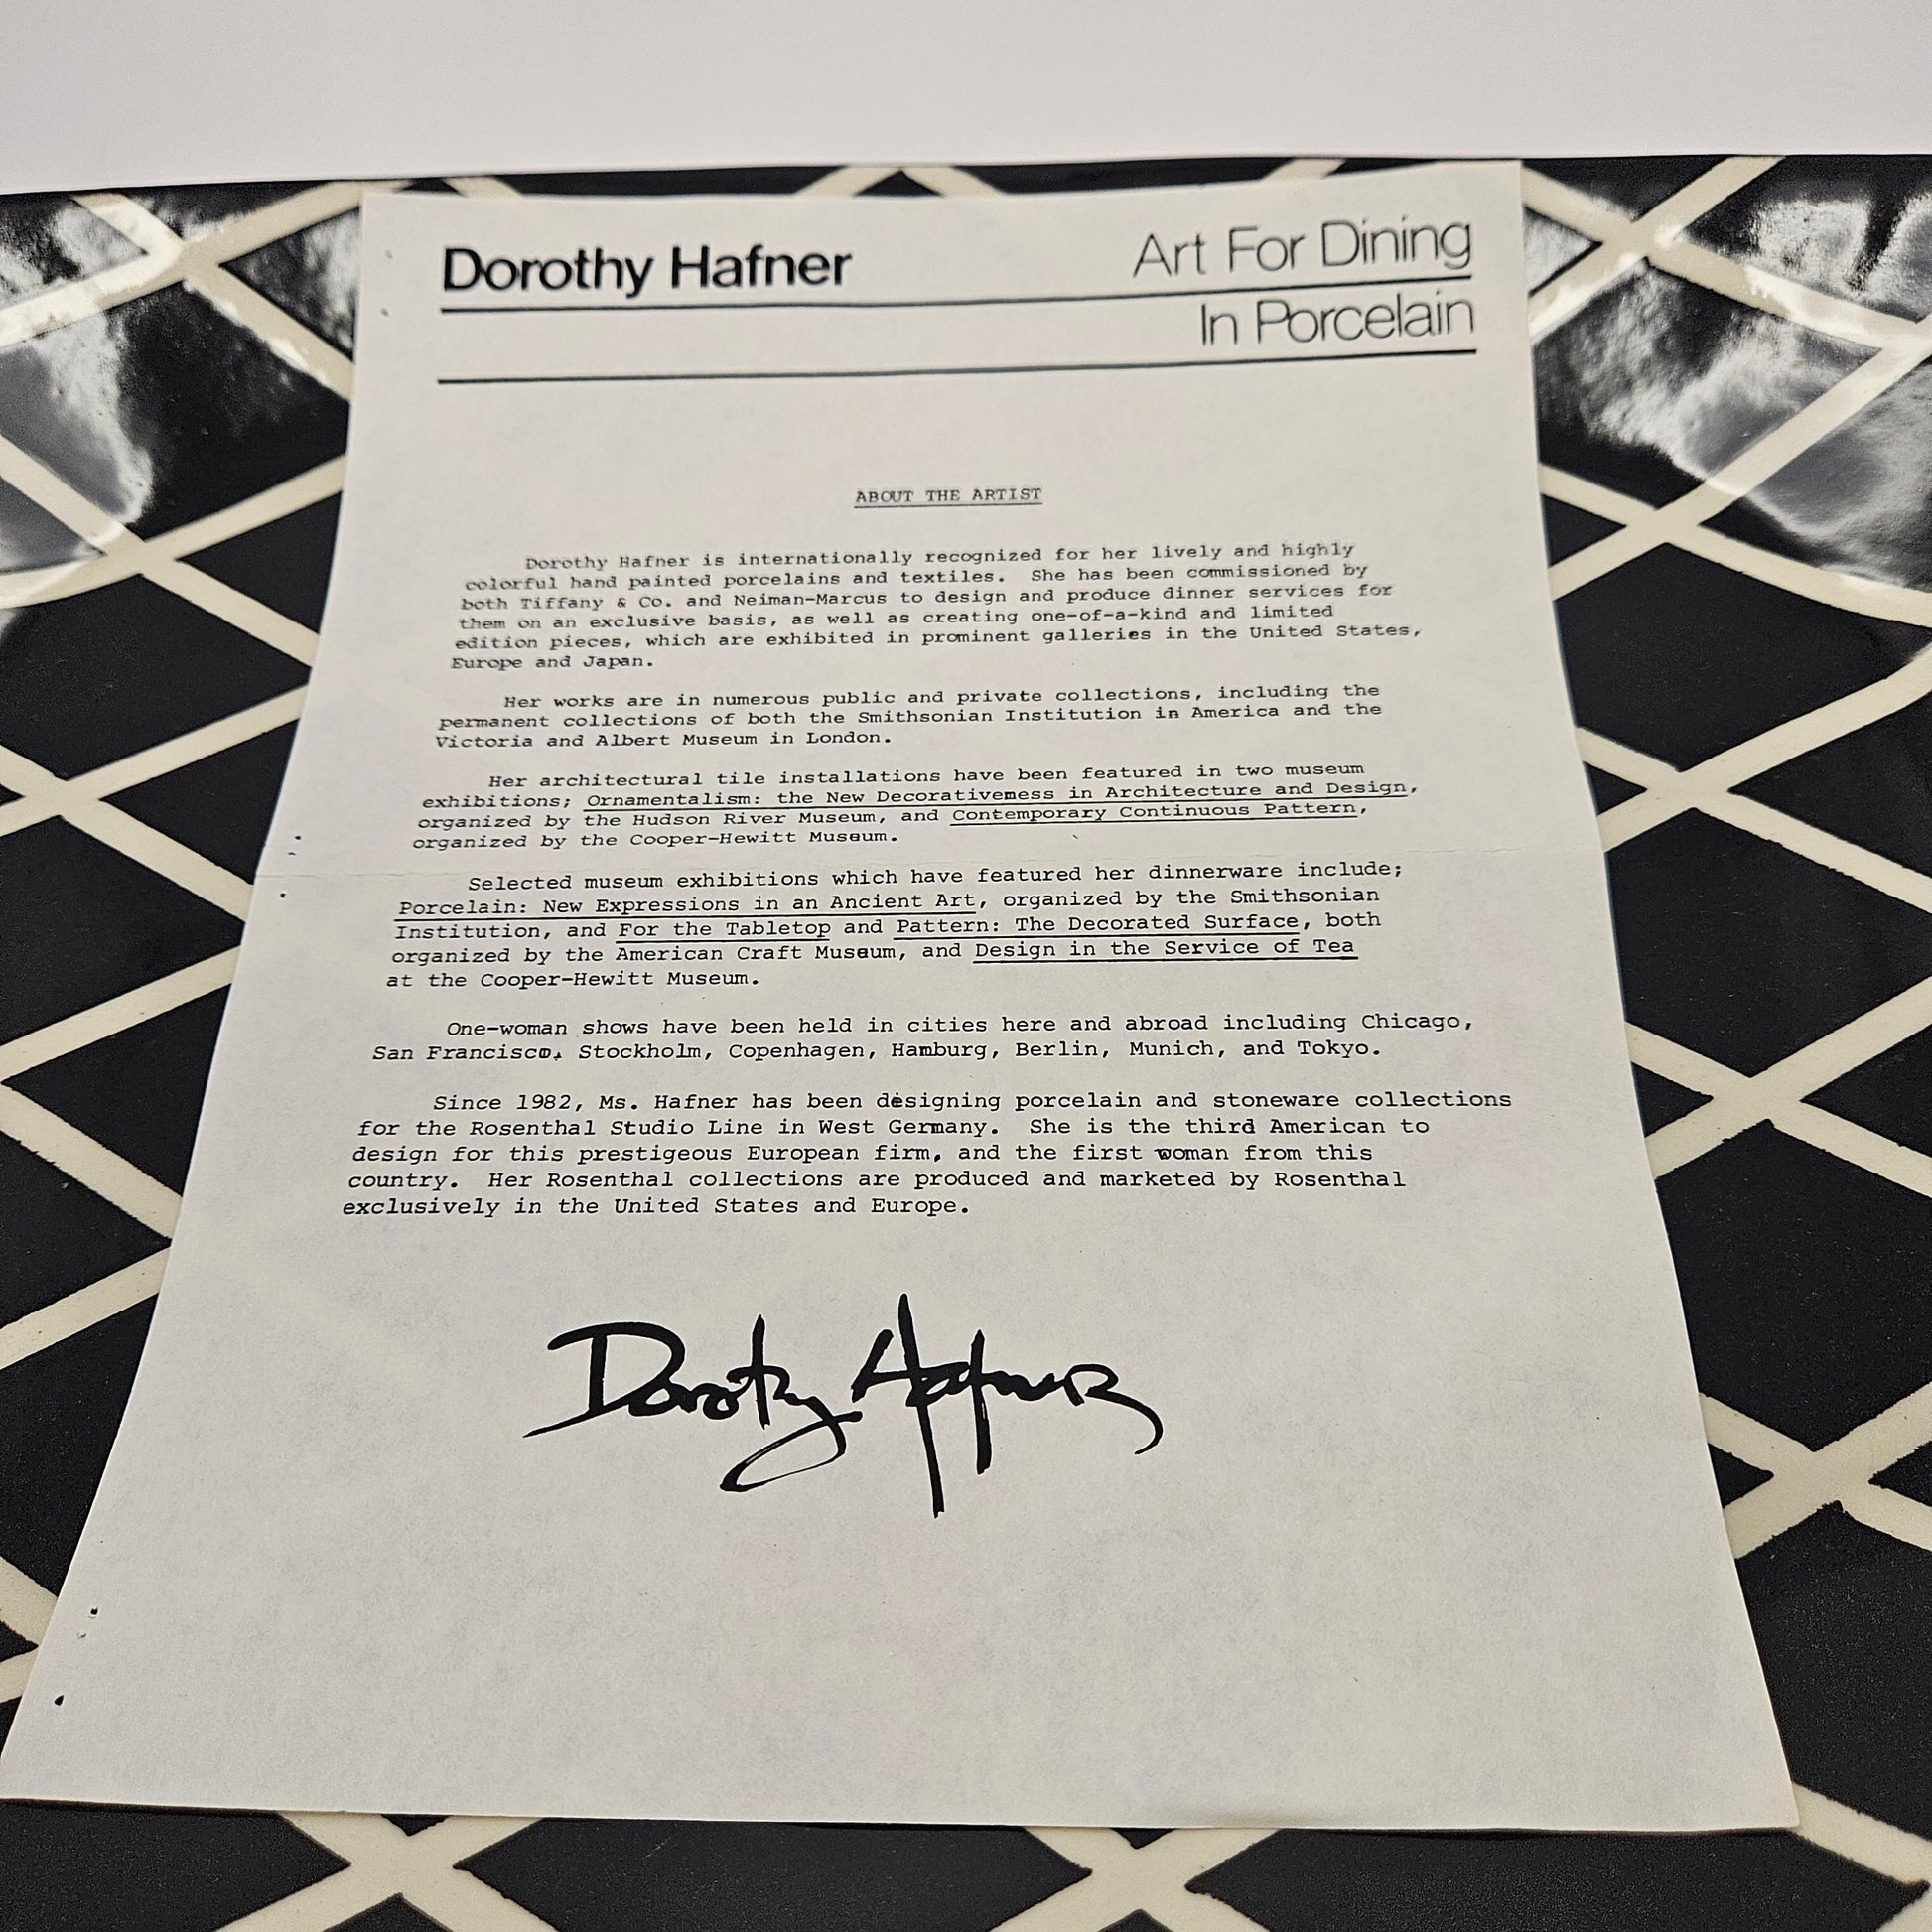 Dorothy Hafner
Art For Dining
In Porcelain
ABOUT THE ARTIST
Dorothy Hafner is internationally recognized for her lively and highly
colorful hand painted porcelains and textiles. She has been commissioned by
both Tiffany & Co. and Neiman-Marcus to design and produce dinner services for
them on an exclusive basis, as well as creating one-of-a-kind and limited
edition pieces, which are exhibited in prominent galleries in the United States,
Europe and Japan.
Her works are in numerous public and private collections, including the
permanent collections of both the Smithsonian Institution in America and the
Victoria and Albert Museum in London.
Her architectural tile installations have been featured in two museum
exhibitions; Ornamentalism: the New Decorativemess in Architecture and Design,
organized by the Hudson River Museum, and Contemporary Continuous Pattern,
organized by the Cooper-Hewitt Museum.
Selected museum exhibitions which have featured her dinnerware include;
Porcelain: New Expressions in an Ancient Art, organized by the Smithsonian
Institution, and For the Tabletop and Pattern: The Decorated Surface, both
organized by the American Craft Museum, and Design in the Service of Tea
at the Cooper-Hewitt Museum.
One-woman shows have been held in cities here and abroad including Chicago,
San Francisco, Stockholm, Copenhagen, Hamburg, Berlin, Munich, and Tokyo.
Since 1982, Ms. Hafner has been designing porcelain and stoneware collections
for the Rosenthal Studio Line in West Germany. She is the third American to
design for this prestigeous European firm, and the first woman from this
country. Her Rosenthal collections are produced and marketed by Rosenthal
exclusively in the United States and Europe.
Dorothy Hafner